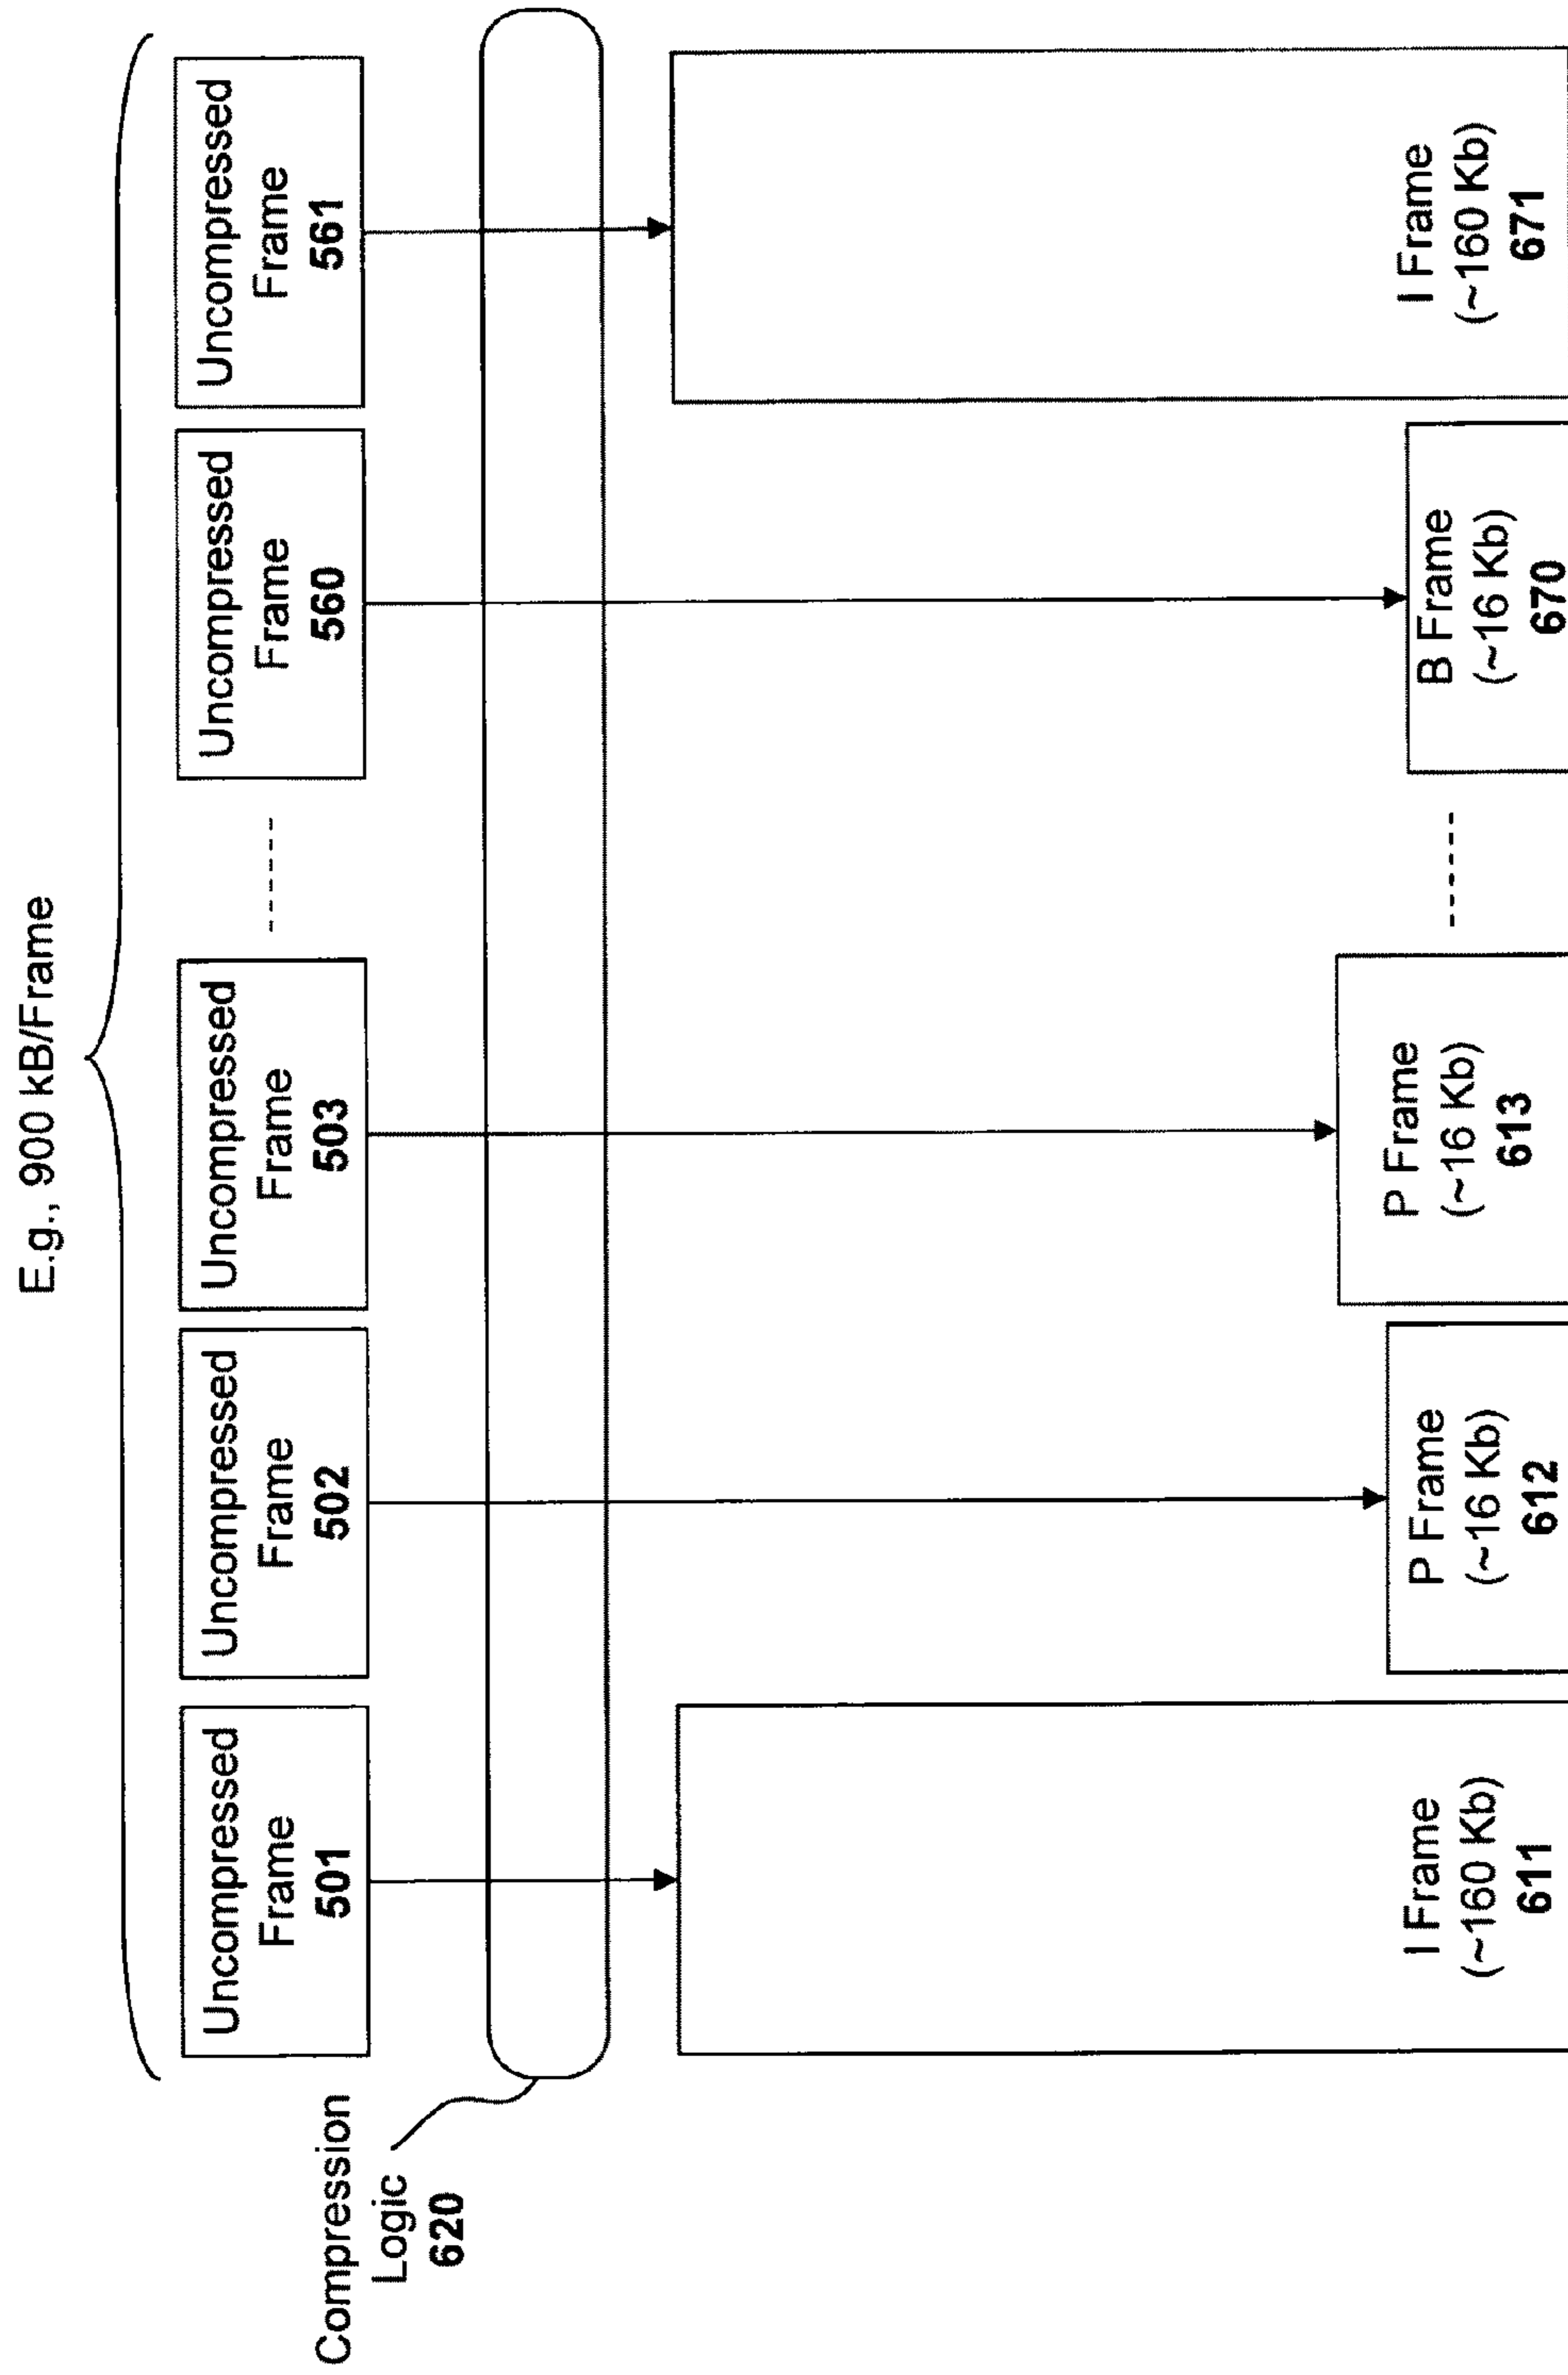 E.g., 900 kB/Frame
Uncompressed
Frame
501
Uncompressed
Frame
502
Uncompressed
Frame
503
Uncompressed
Frame
560
Uncompressed
Frame
561
Compression
Logic
620
I Frame
(~160 Kb)
611
P Frame
(~16 Kb)
612
P Frame
(~16 Kb)
613
B Frame
(~16 Kb)
670
I Frame
(~160 Kb)
671